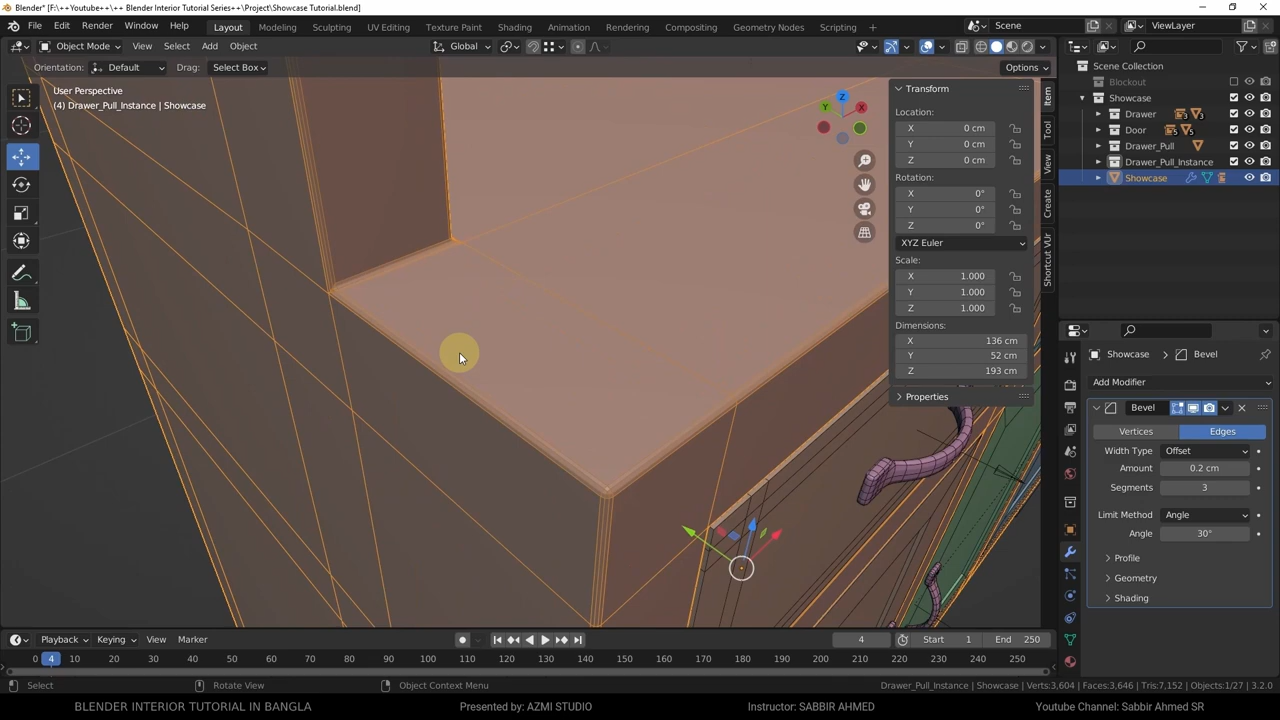 Blender* [F:\++Youtube++\++ Blender Interior Tutorial Series++\Project\Showcase Tutorial.blend]
File Edit Render Window Help Layout Modeling Sculpting UV Editing Texture Paint Shading Animation Rendering Compositing Geometry Nodes Scripting Scene ViewLayer
Object Mode View Select Add Object Global
Orientation: Default Drag: Select Box Options
User Perspective
(4) Drawer_Pull_Instance | Showcase
Z
Y
X
Transform
Location:
X 0 cm
Y 0 cm
Z 0 cm
Rotation:
X 0°
Y 0°
Z 0°
XYZ Euler
Scale:
X 1.000
Y 1.000
Z 1.000
Dimensions:
X 136 cm
Y 52 cm
Z 193 cm
Properties
Item
Tool
View
Create
Shortcut VUr
Scene Collection
Blockout
Showcase
Drawer 3 3
Door 5 5
Drawer_Pull
Drawer_Pull_Instance
Showcase
Showcase > Bevel
Add Modifier
Bevel
Vertices Edges
Width Type Offset
Amount 0.2 cm
Segments 3
Limit Method Angle
Angle 30°
Profile
Geometry
Shading
Playback Keying View Marker 4 Start 1 End 250
0 4 10 20 30 40 50 60 70 80 90 100 110 120 130 140 150 160 170 180 190 200 210 220 230 240 250
Select Rotate View Object Context Menu Drawer_Pull_Instance | Showcase | Verts:3,604 | Faces:3,646 | Tris:7,152 | Objects:1/27 | 3.2.0
BLENDER INTERIOR TUTORIAL IN BANGLA Presented by: AZMI STUDIO Instructor: SABBIR AHMED Youtube Channel: Sabbir Ahmed SR